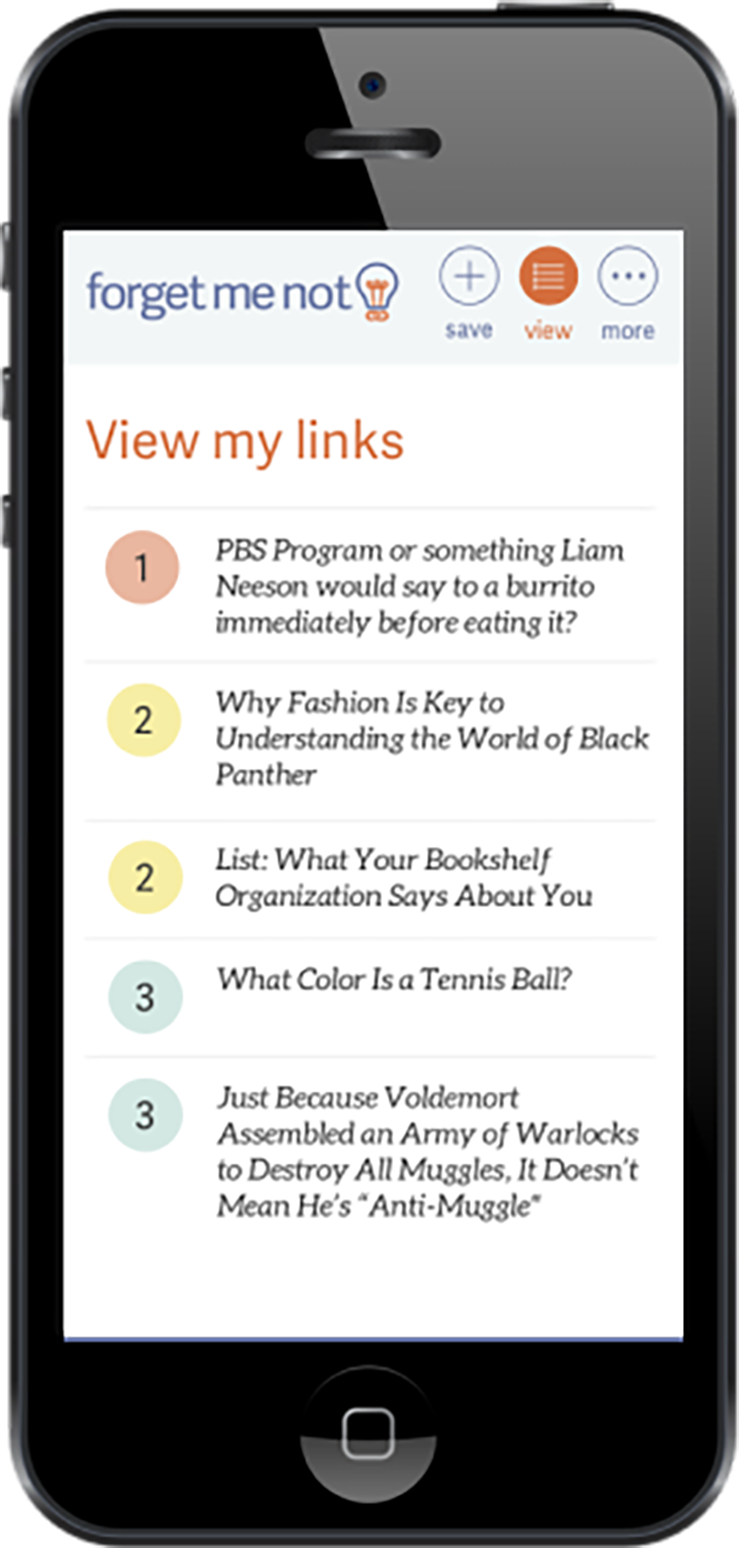 forget me not
save view more
View my links
1
PBS Program or something Liam
Neeson would say to a burrito
immediately before eating it?
2
Why Fashion Is Key to
Understanding the World of Black
Panther
2
List: What Your Bookshelf
Organization Says About You
3
What Color Is a Tennis Ball?
3
Just Because Voldemort
Assembled an Army of Warlocks
to Destroy All Muggles, It Doesn't
Mean He's “Anti-Muggle”